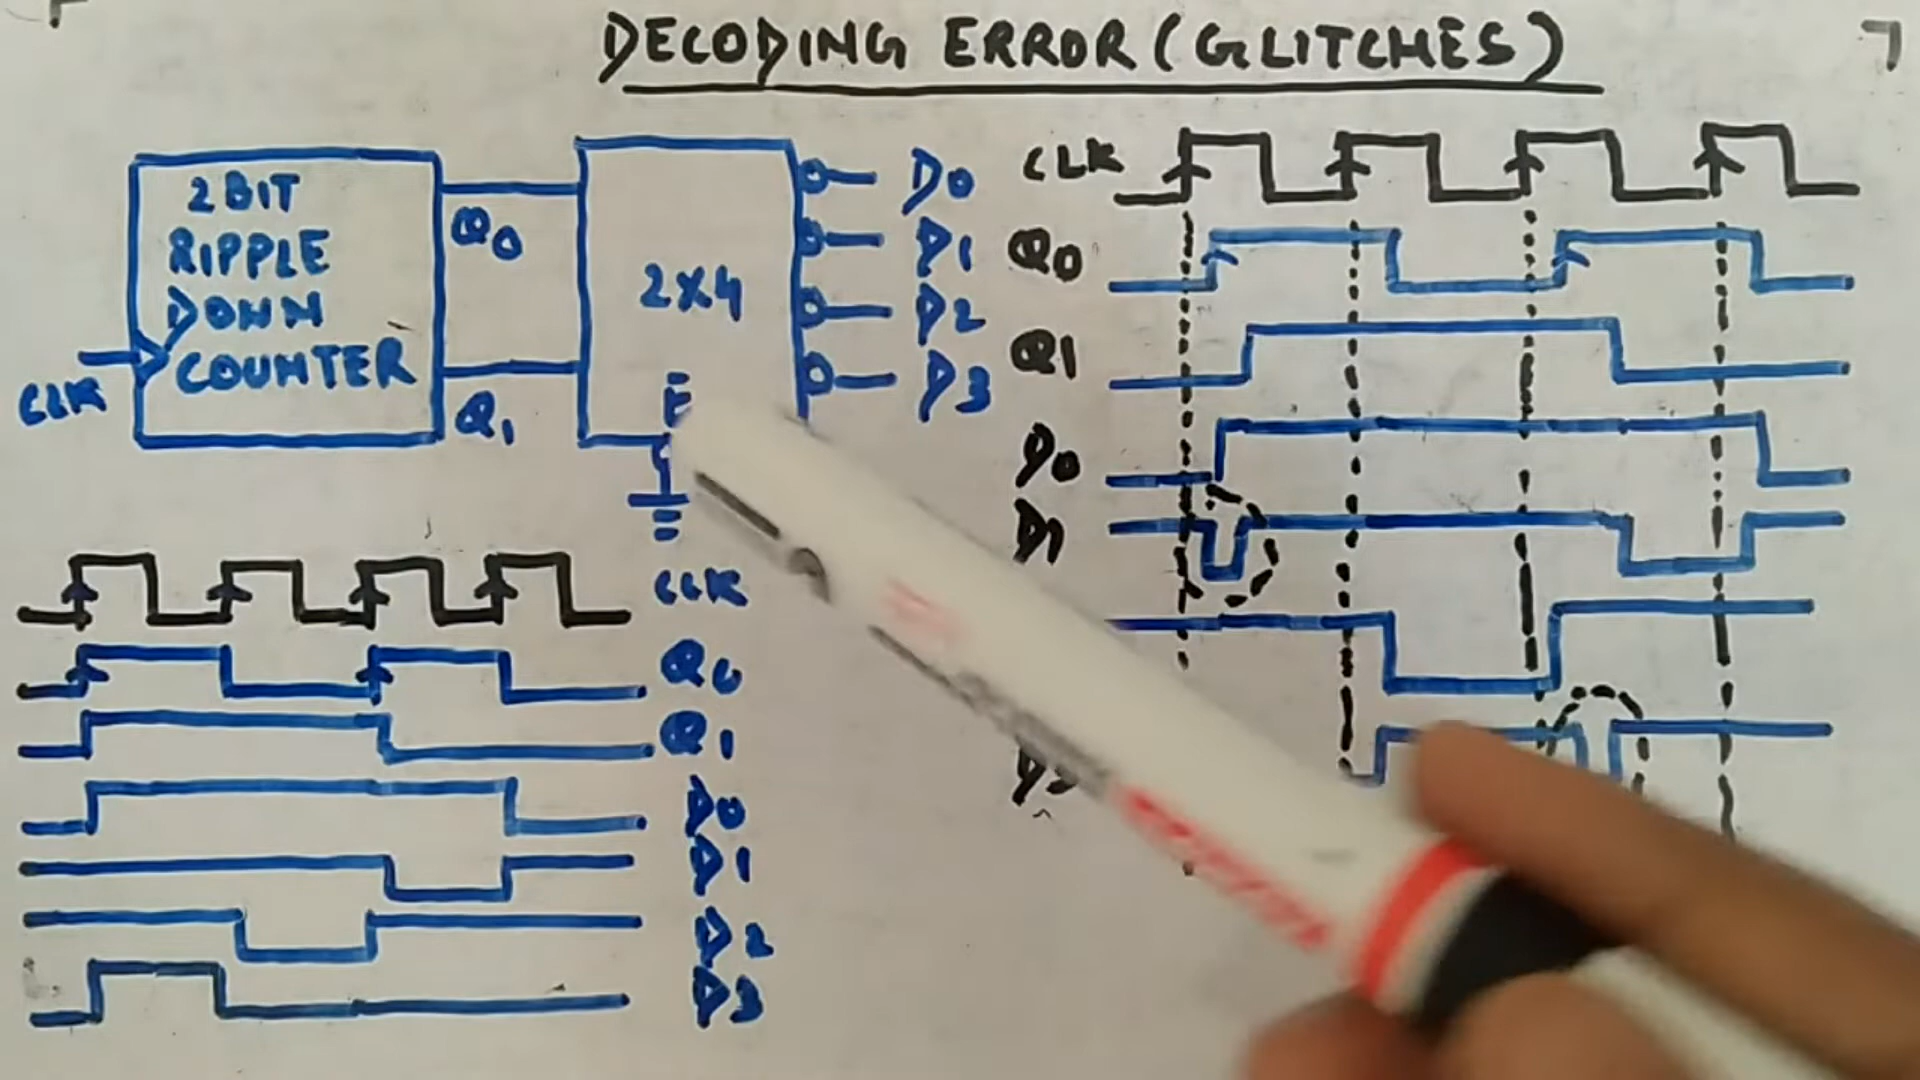 DECODING ERROR (GLITCHES)
2 BIT
RIPPLE
DOWN
COUNTER
CLK
Q0
Q1
2X4
E
D0
D1
D2
D3
CLK
Q0
Q1
D0
D1
D2
D3
CLK
Q0
Q1
D0
D1